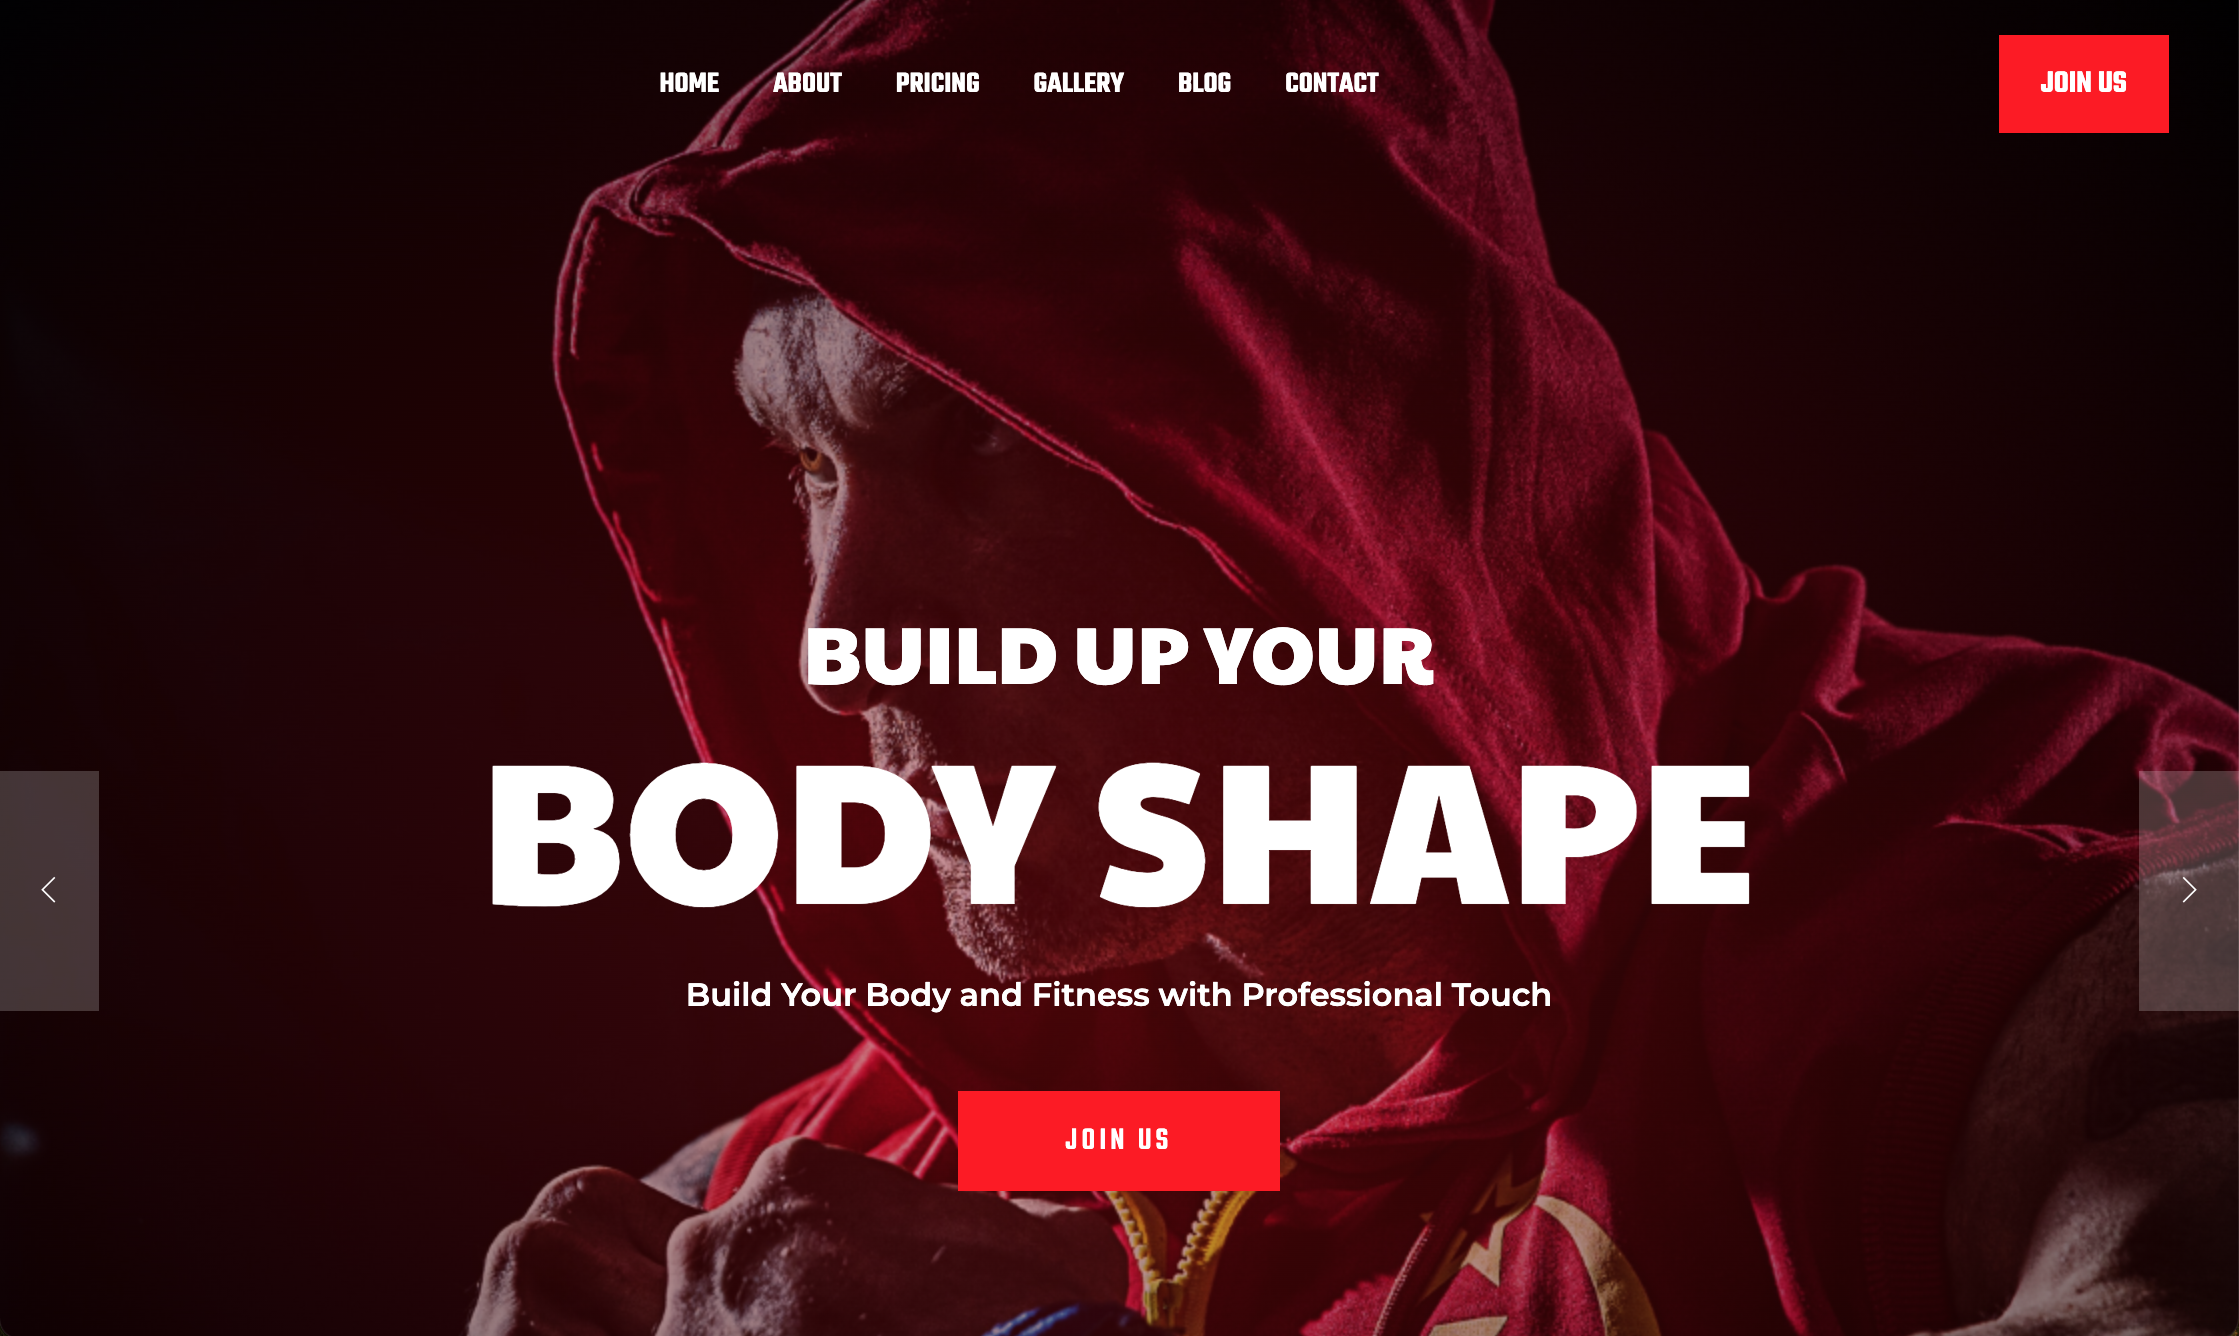 HOME ABOUT PRICING GALLERY BLOG CONTACT JOIN US
BUILD UP YOUR
BODY SHAPE
Build Your Body and Fitness with Professional Touch
JOIN US